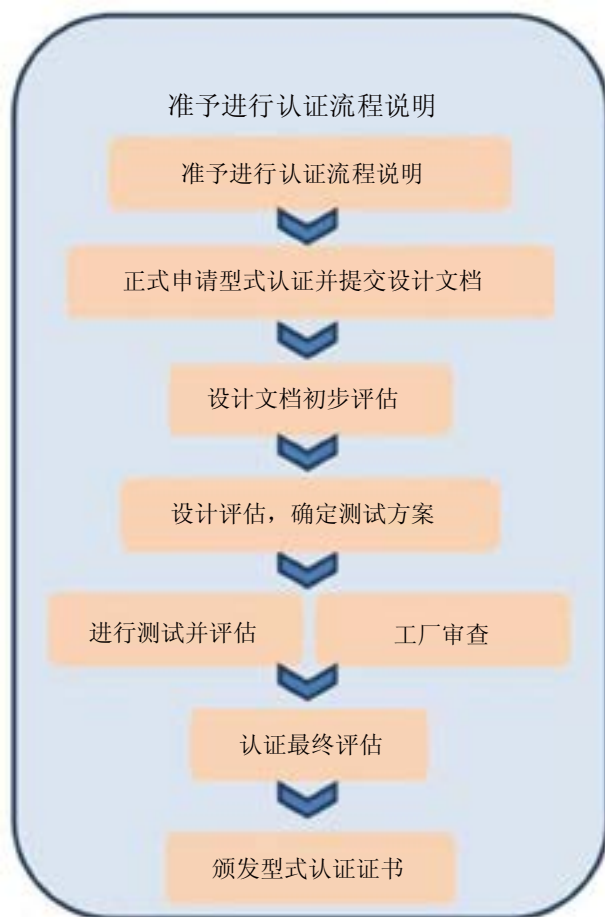 准予进行认证流程说明
准予进行认证流程说明
正式申请型式认证并提交设计文档
设计文档初步评估
设计评估，确定测试方案
进行测试并评估
工厂审查
认证最终评估
颁发型式认证证书